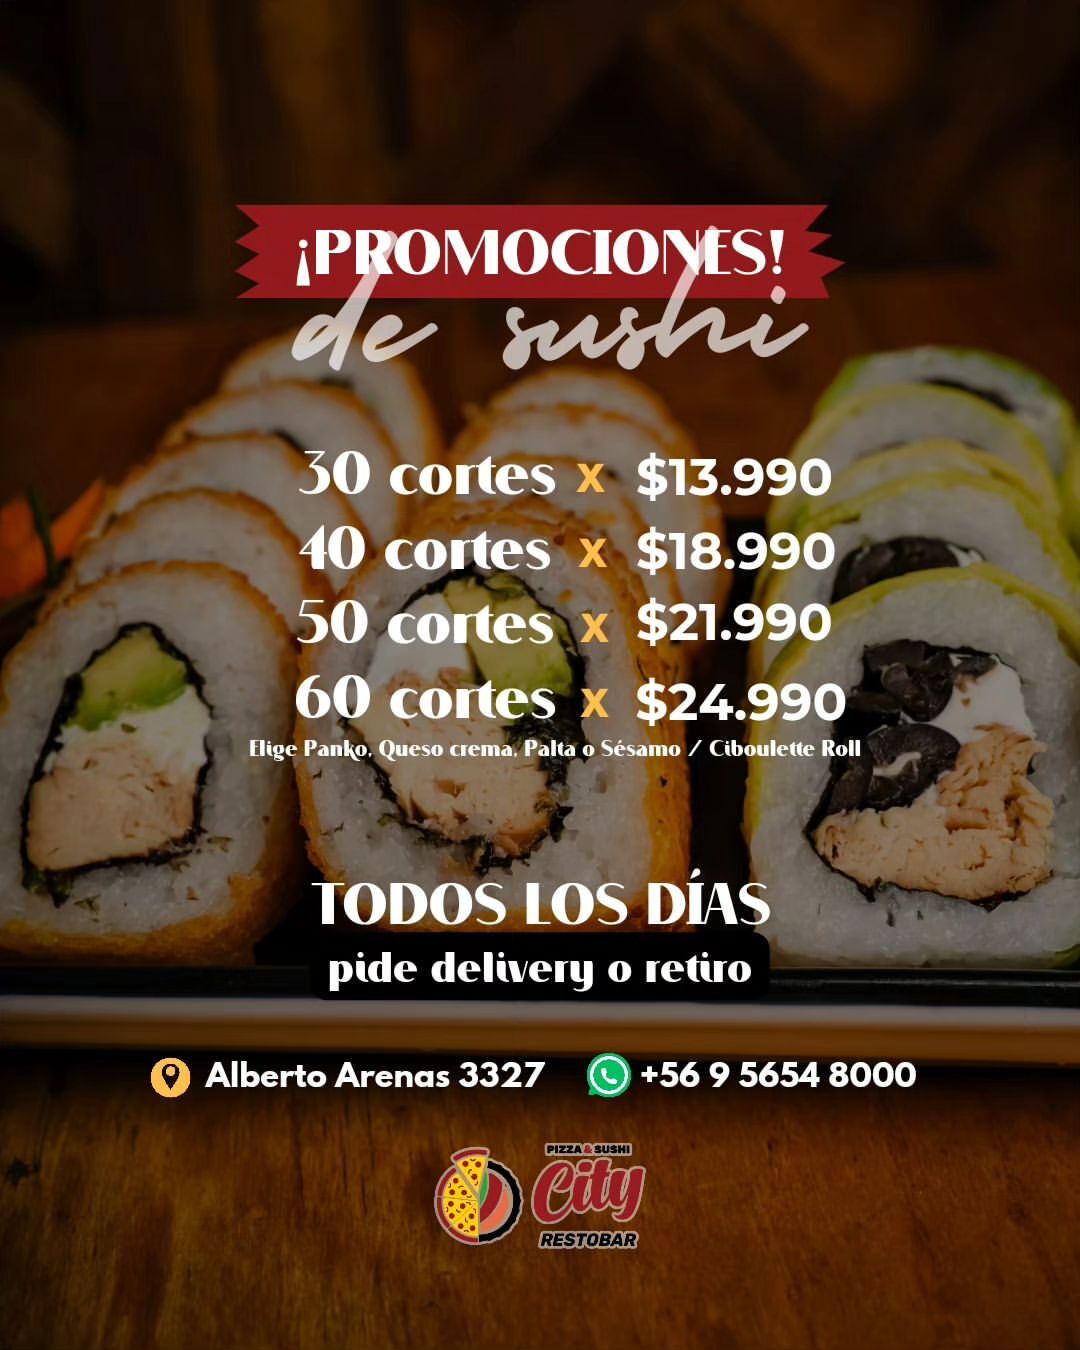 ¡PROMOCIONES!
de sushi
30 cortes x $13.990
40 cortes x $18.990
50 cortes x $21.990
60 cortes x $24.990
Elige Panko, Queso crema, Palta o Sésamo / Ciboulette Roll
TODOS LOS DÍAS
pide delivery o retiro
Alberto Arenas 3327
+56 9 5654 8000
PIZZA & SUSHI
City
RESTOBAR